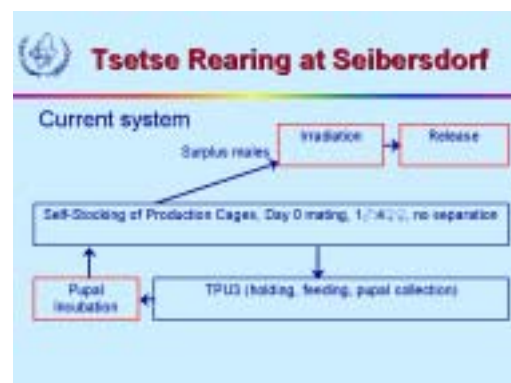 Tsetse Rearing at Seibersdorf
Current system
Surplus males
Irradiation
Release
Self-Stocking of Production Cages, Day 0 mating, no separation
Pupal
Incubation
TPU3 (holding, feeding, pupal collection)